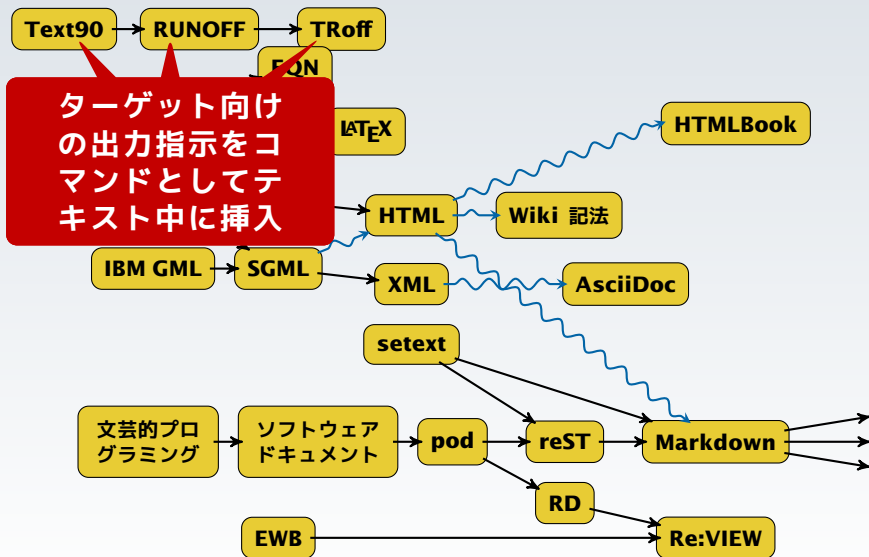 Text90
RUNOFF
TRoff
EQN
ターゲット向け
の出力指示をコ
マンドとしてテ
キスト中に挿入
LATEX
HTMLBook
HTML
Wiki 記法
IBM GML
SGML
XML
AsciiDoc
setext
文芸的プロ
グラミング
ソフトウェア
ドキュメント
pod
reST
Markdown
RD
EWB
Re:VIEW